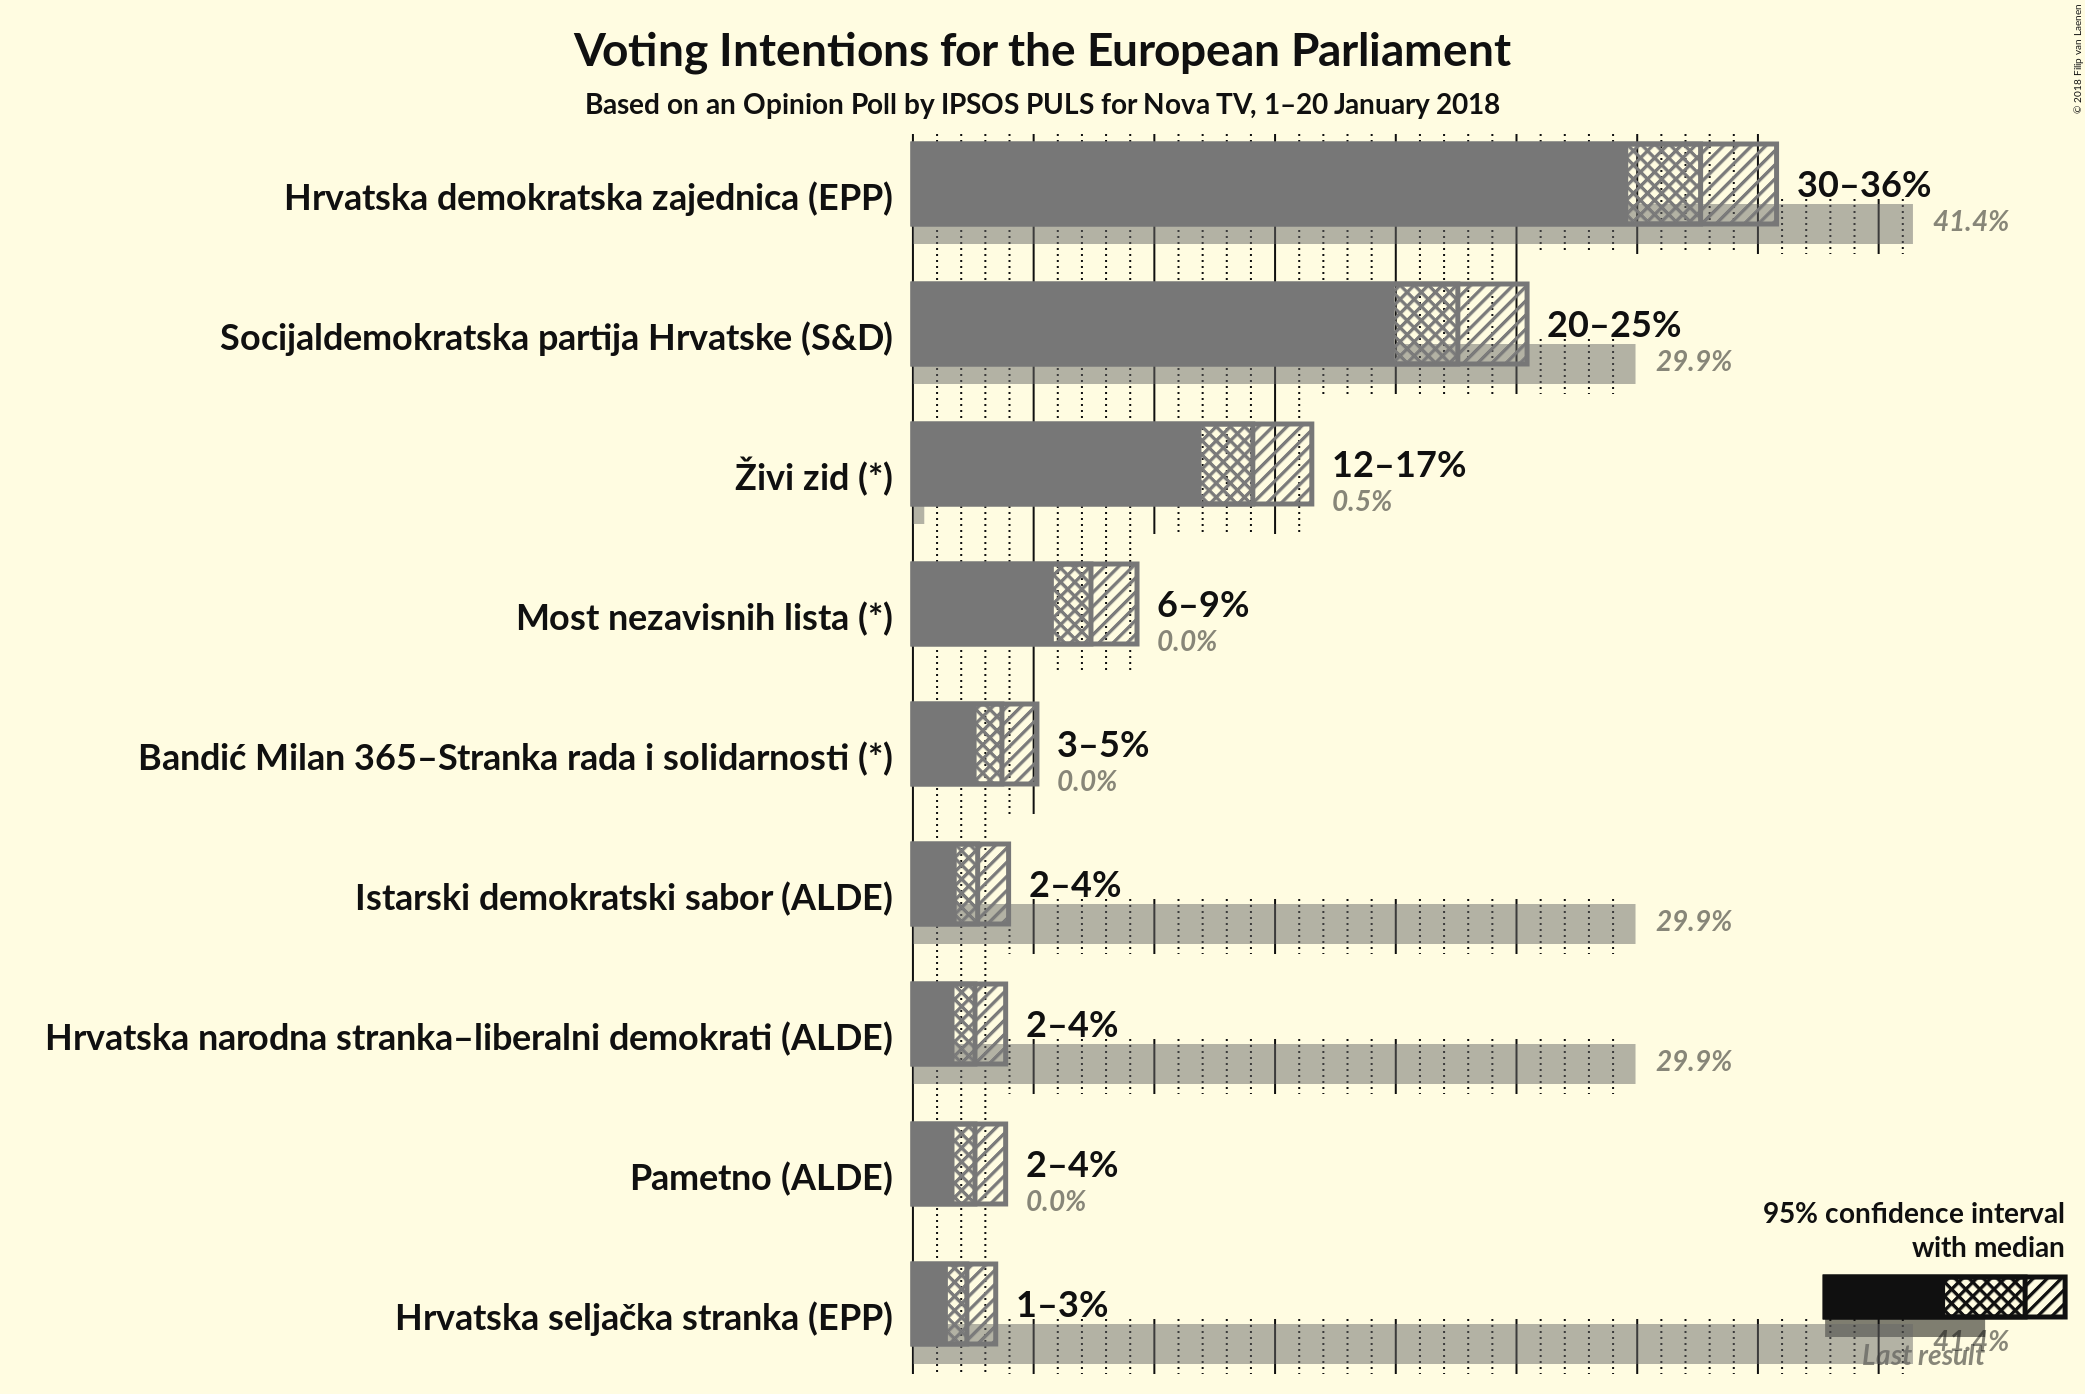 Voting Intentions for the European Parliament
Based on an Opinion Poll by IPSOS PULS for Nova TV, 1–20 January 2018
© 2018 Filip van Laenen
Hrvatska demokratska zajednica (EPP)
30–36%
41.4%
Socijaldemokratska partija Hrvatske (S&D)
20–25%
29.9%
Živi zid (*)
12–17%
0.5%
Most nezavisnih lista (*)
6–9%
0.0%
Bandić Milan 365–Stranka rada i solidarnosti (*)
3–5%
0.0%
Istarski demokratski sabor (ALDE)
2–4%
29.9%
Hrvatska narodna stranka–liberalni demokrati (ALDE)
2–4%
29.9%
Pametno (ALDE)
2–4%
0.0%
Hrvatska seljačka stranka (EPP)
1–3%
41.4%
95% confidence interval
with median
Last result